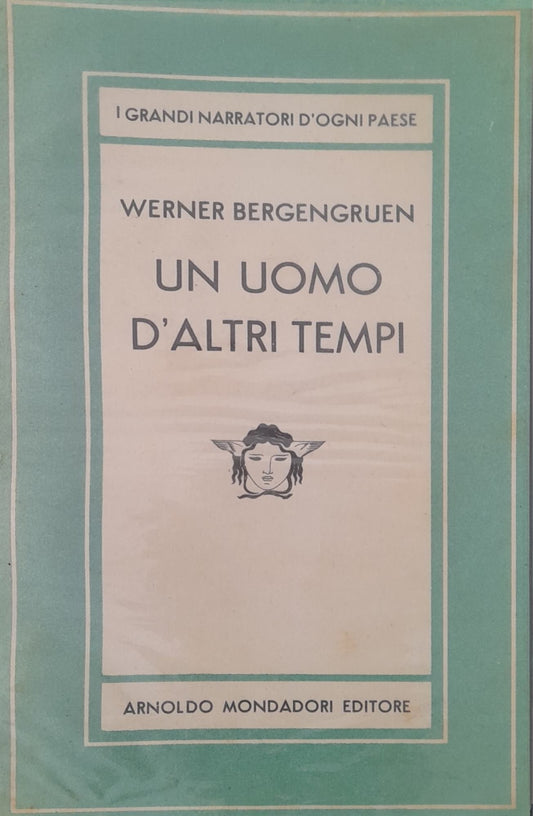 I GRANDI NARRATORI D'OGNI PAESE
WERNER BERGENGRUEN
UN UOMO
D'ALTRI TEMPI
ARNOLDO MONDADORI EDITORE